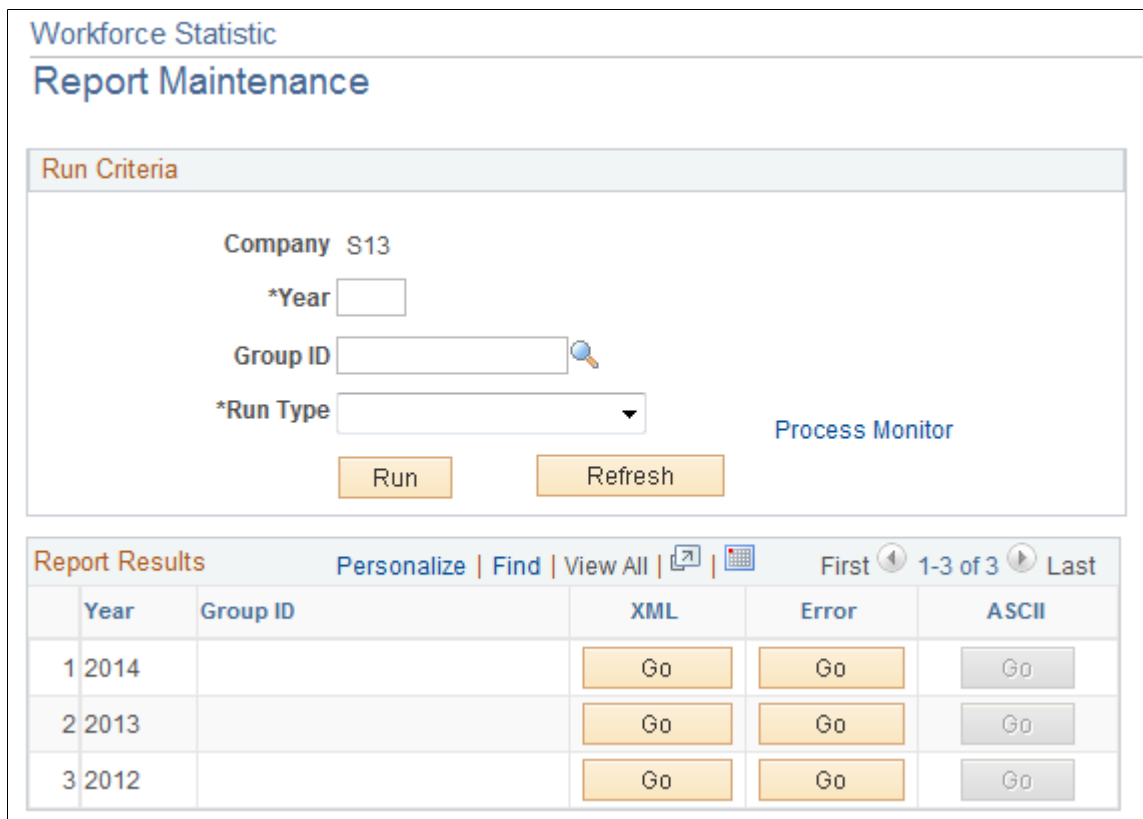 Workforce Statistic
Report Maintenance
Run Criteria
Company S13
*Year
Group ID
*Run Type
Process Monitor
Run Refresh
Report Results Personalize | Find | View All | | First 1-3 of 3 Last
Year Group ID XML Error ASCII
1 2014 Go Go Go
2 2013 Go Go Go
3 2012 Go Go Go